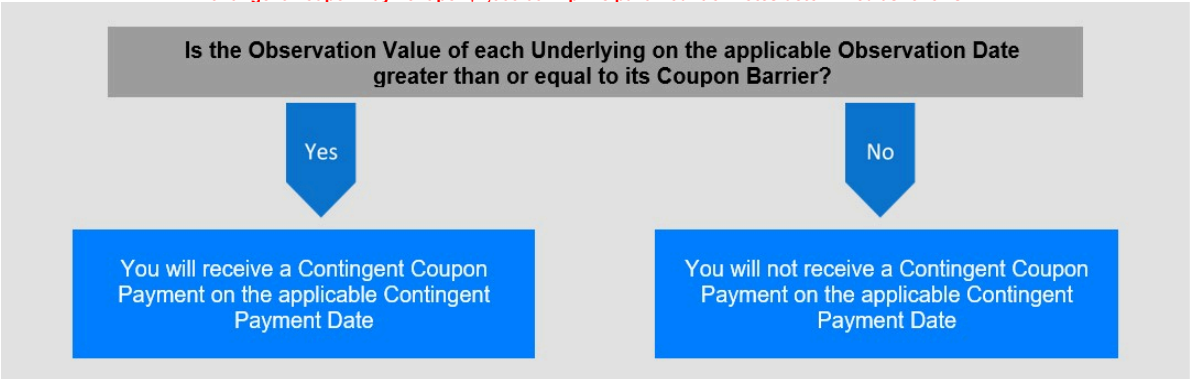 Is the Observation Value of each Underlying on the applicable Observation Date
greater than or equal to its Coupon Barrier?
Yes
No
You will receive a Contingent Coupon
Payment on the applicable Contingent
Payment Date
You will not receive a Contingent Coupon
Payment on the applicable Contingent
Payment Date